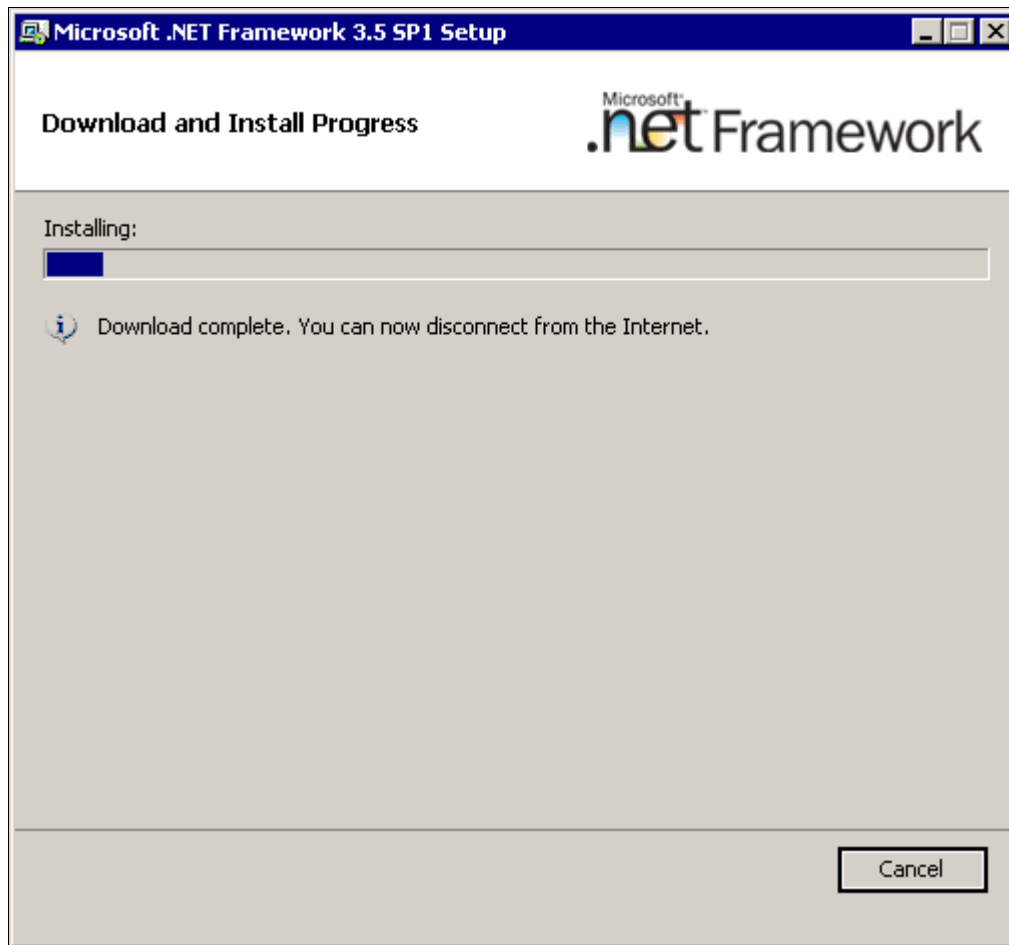 Microsoft .NET Framework 3.5 SP1 Setup
Download and Install Progress
Microsoft
.net Framework
Installing:
Download complete. You can now disconnect from the Internet.
Cancel